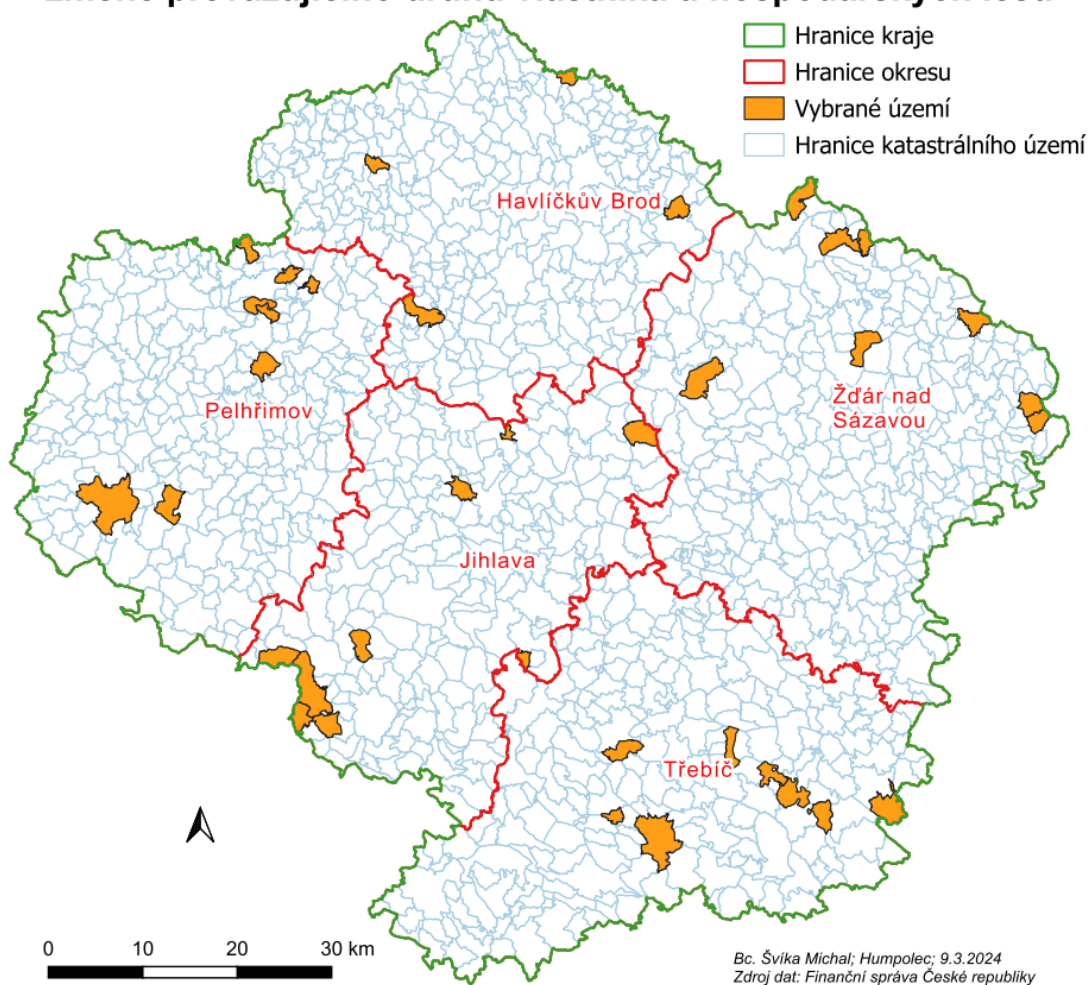 Hranice kraje
Hranice okresu
Vybrané území
Hranice katastrálního území
Havlíčkův Brod
Pelhřimov
Žďár nad
Sázavou
Jihlava
Třebíč
0 10 20 30 km
Bc. Švíka Michal; Humpolec; 9.3.2024
Zdroj dat: Finanční správa České republiky